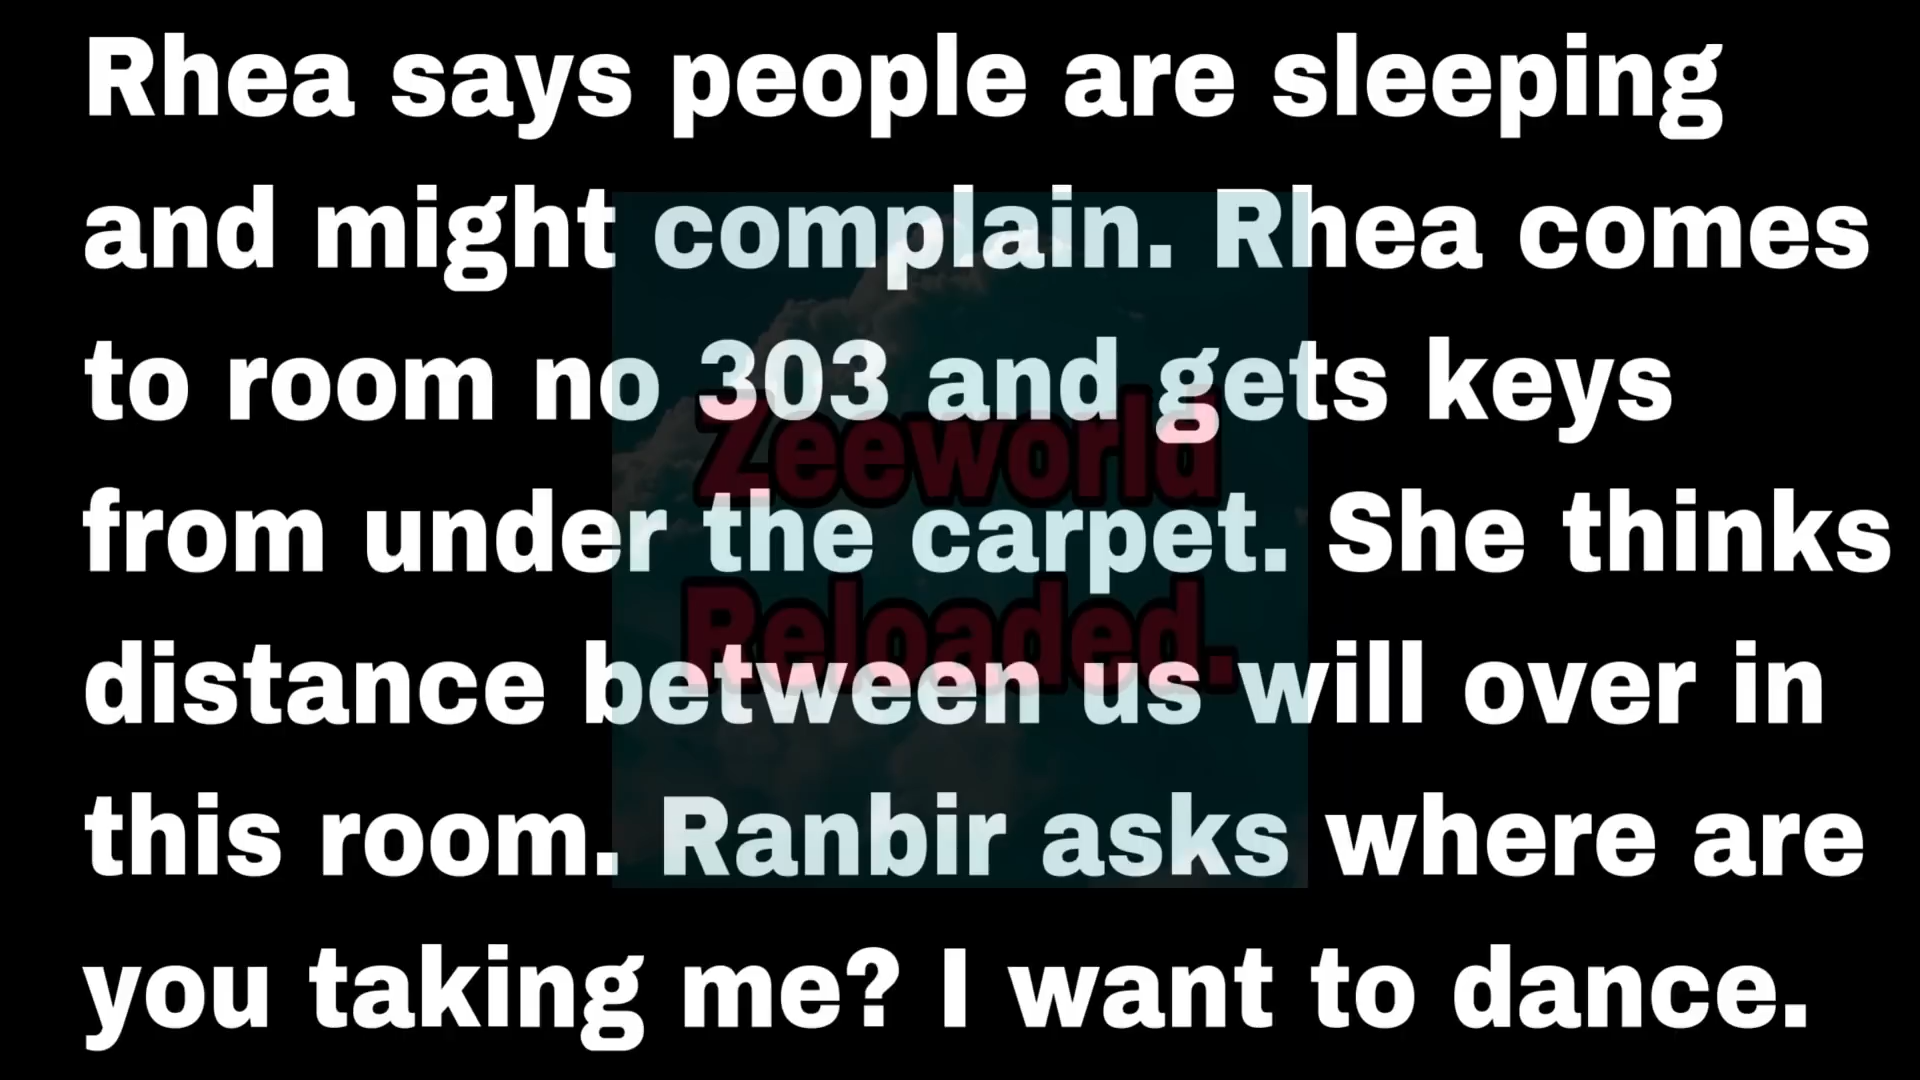 Rhea says people are sleeping
and might complain. Rhea comes
to room no 303 and gets keys
Zeeworld
from under the carpet. She thinks
Reloaded.
distance between us will over in
this room. Ranbir asks where are
you taking me? I want to dance.